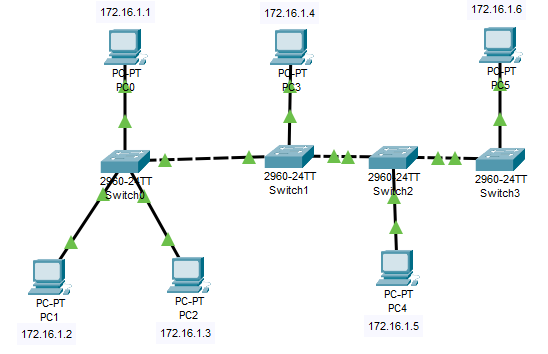 172.16.1.1
PC-PT
PC0
172.16.1.4
PC-PT
PC3
172.16.1.6
PC-PT
PC5
2960-24TT
Switch0
2960-24TT
Switch1
2960-24TT
Switch2
2960-24TT
Switch3
PC-PT
PC1
172.16.1.2
PC-PT
PC2
172.16.1.3
PC-PT
PC4
172.16.1.5